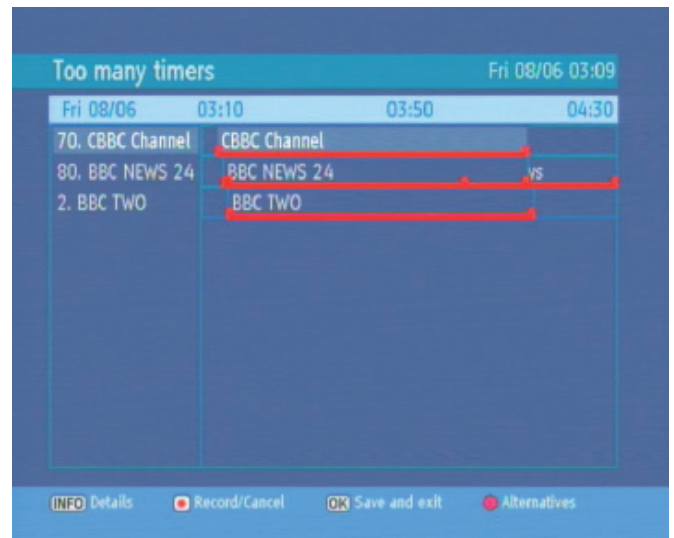 Too many timers Fri 08/06 03:09
Fri 08/06 03:10 03:50 04:30
70. CBBC Channel CBBC Channel
80. BBC NEWS 24 BBC NEWS 24 ws
2. BBC TWO BBC TWO
INFO Details Record/Cancel OK Save and exit Alternatives